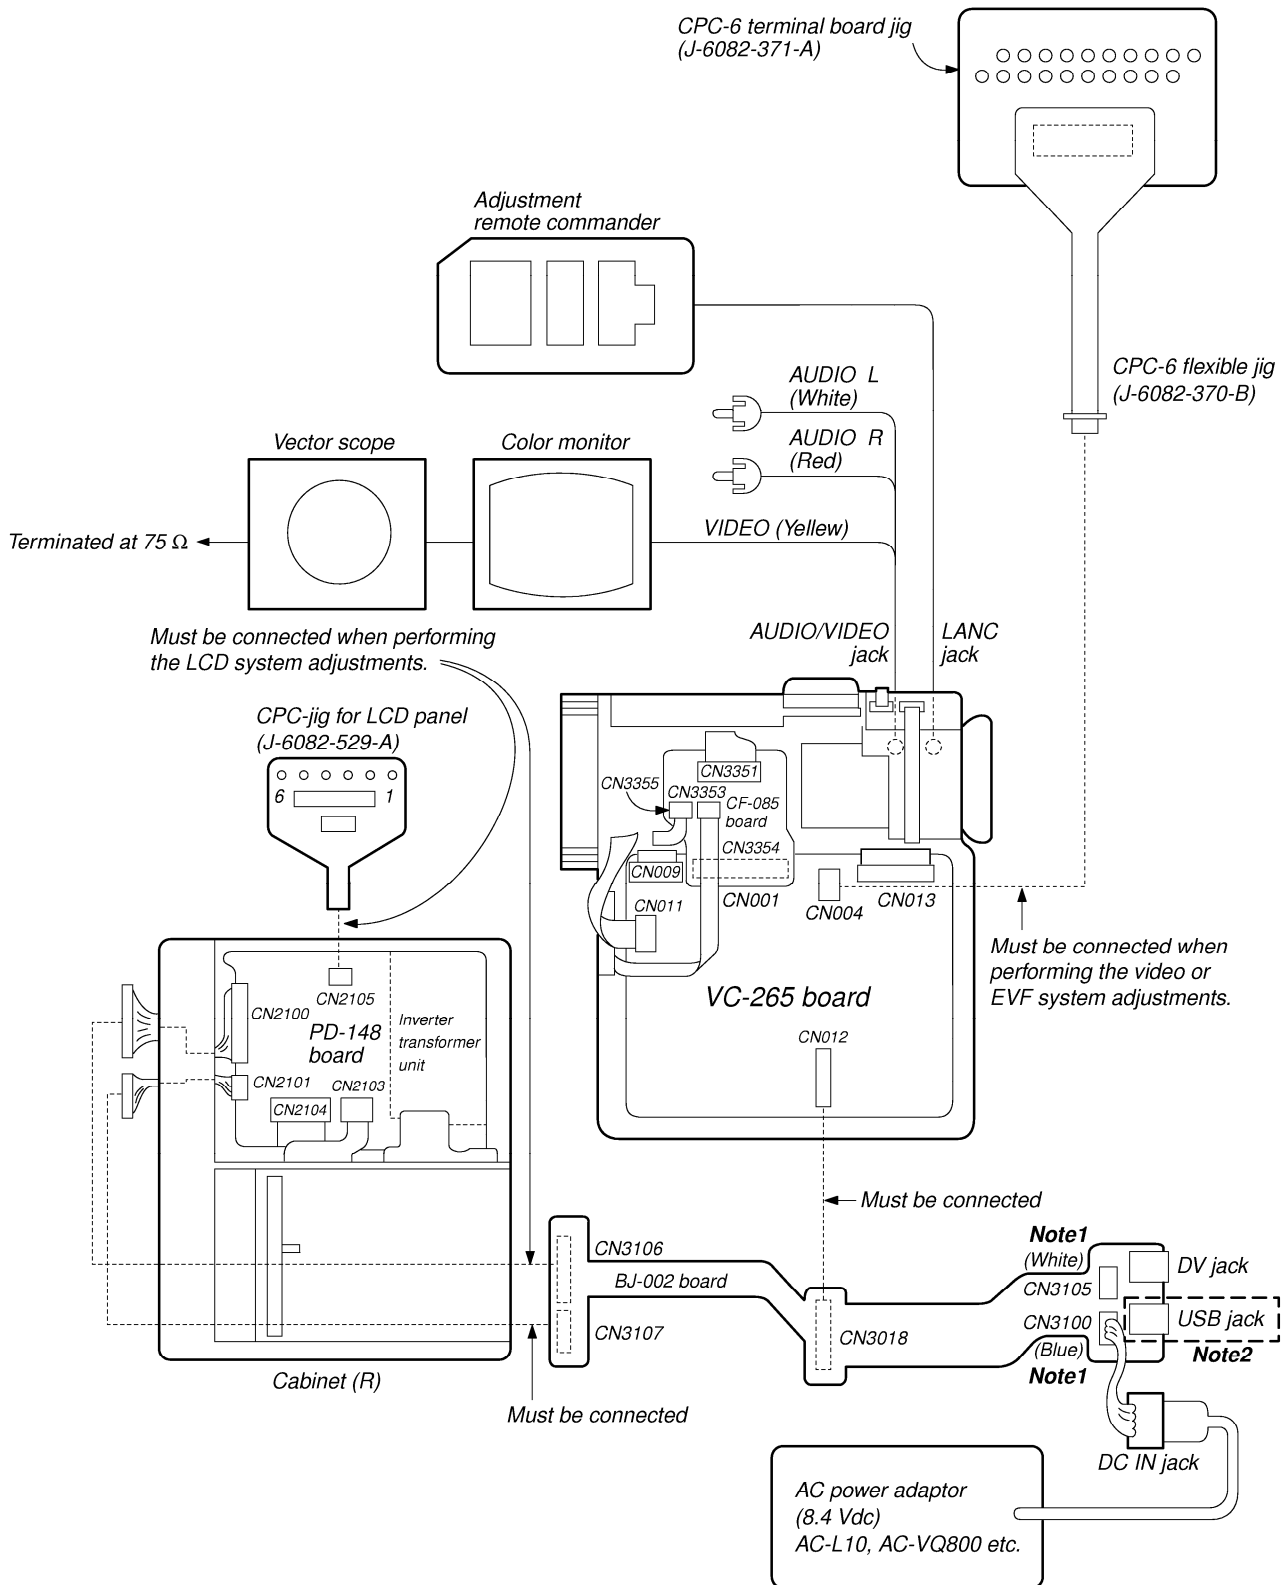 CPC-6 terminal board jig
(J-6082-371-A)
Adjustment
remote commander
CPC-6 flexible jig
(J-6082-370-B)
AUDIO L
(White)
AUDIO R
(Red)
Vector scope
Color monitor
VIDEO (Yellew)
Terminated at 75 Ω
Must be connected when performing
the LCD system adjustments.
AUDIO/VIDEO
jack
LANC
jack
CPC-jig for LCD panel
(J-6082-529-A)
6
1
CN3351
CN3355
CN3353
CF-085
board
CN3354
CN009
CN011
CN001
CN004
CN013
Must be connected when
performing the video or
EVF system adjustments.
VC-265 board
CN012
CN2105
CN2100
PD-148
board
Inverter
transformer
unit
CN2101
CN2103
CN2104
Must be connected
CN3106
BJ-002 board
CN3107
CN3018
Note1
(White)
CN3105
DV jack
CN3100
USB jack
(Blue)
Note1
Note2
Cabinet (R)
Must be connected
DC IN jack
AC power adaptor
(8.4 Vdc)
AC-L10, AC-VQ800 etc.